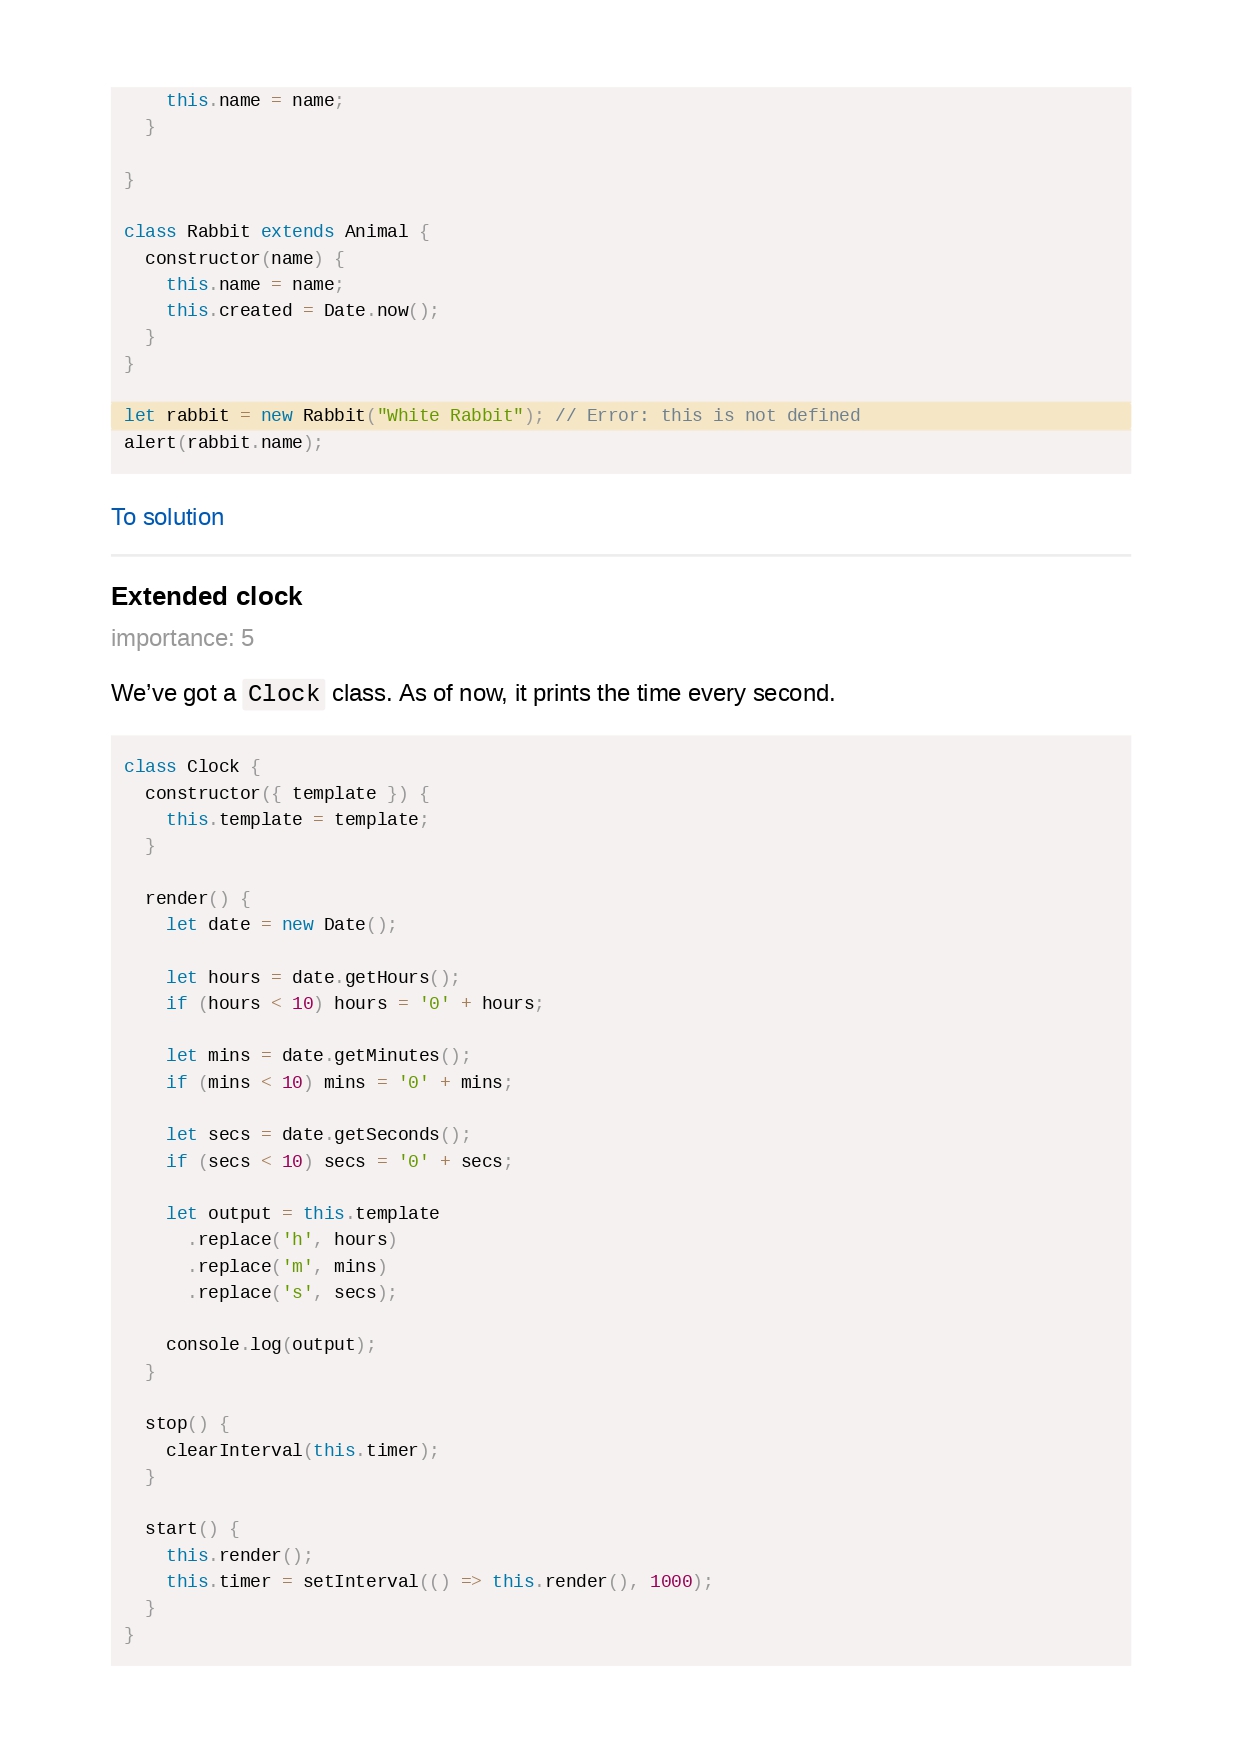 this.name = name;
  }

}

class Rabbit extends Animal {
  constructor(name) {
    this.name = name;
    this.created = Date.now();
  }
}

let rabbit = new Rabbit("White Rabbit"); // Error: this is not defined
alert(rabbit.name);

To solution

Extended clock
importance: 5

We’ve got a Clock class. As of now, it prints the time every second.

class Clock {
  constructor({ template }) {
    this.template = template;
  }

  render() {
    let date = new Date();

    let hours = date.getHours();
    if (hours < 10) hours = '0' + hours;

    let mins = date.getMinutes();
    if (mins < 10) mins = '0' + mins;

    let secs = date.getSeconds();
    if (secs < 10) secs = '0' + secs;

    let output = this.template
      .replace('h', hours)
      .replace('m', mins)
      .replace('s', secs);

    console.log(output);
  }

  stop() {
    clearInterval(this.timer);
  }

  start() {
    this.render();
    this.timer = setInterval(() => this.render(), 1000);
  }
}